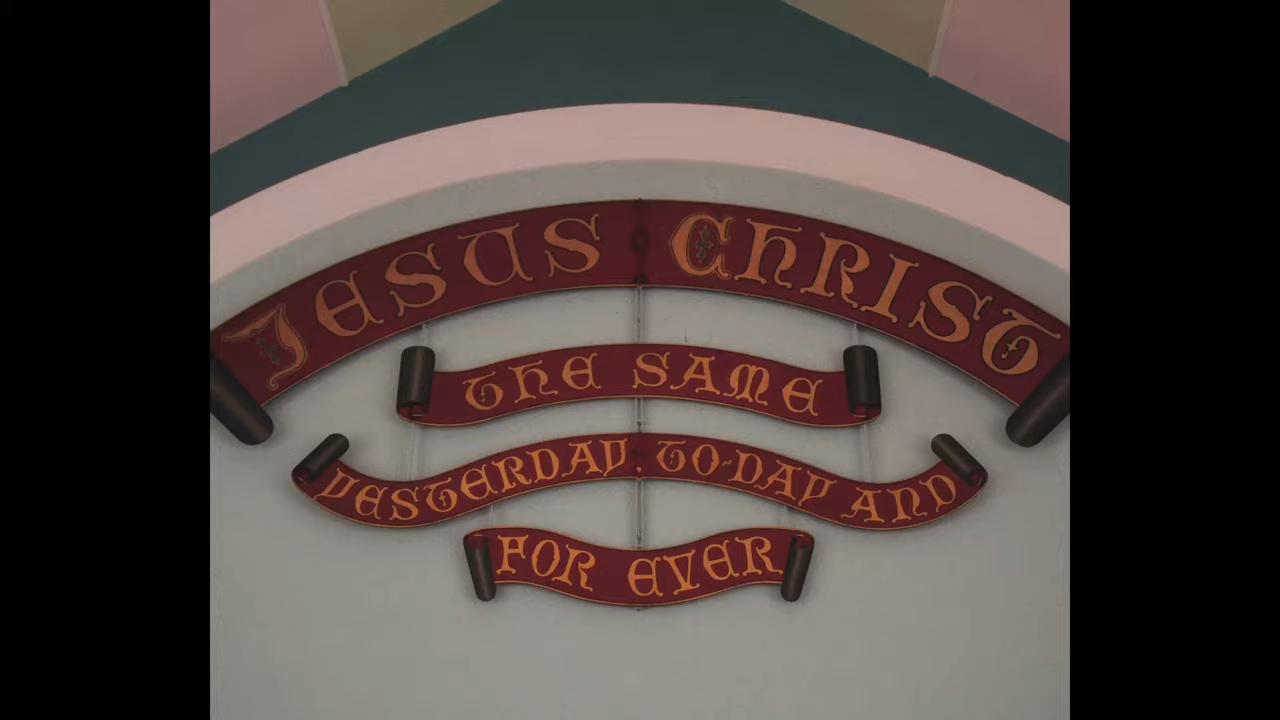 JESUS CHRIST
THE SAME
YESTERDAY. TO-DAY AND
FOR EVER